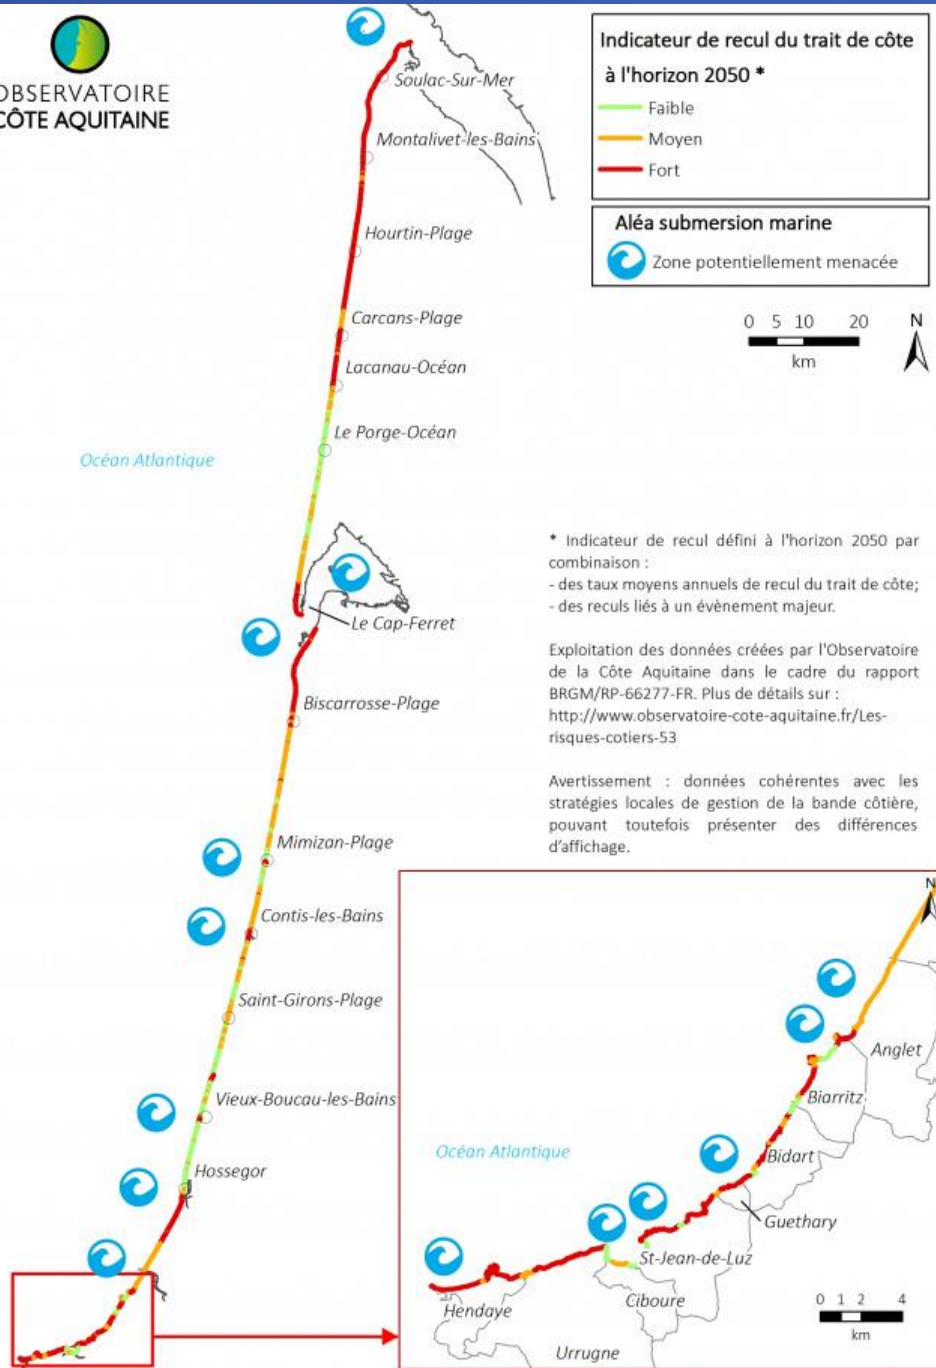 OBSERVATOIRE
CÔTE AQUITAINE
Indicateur de recul du trait de côte
à l'horizon 2050 *
Faible
Moyen
Fort
Aléa submersion marine
Zone potentiellement menacée
0 5 10 20
km
N
Soulac-Sur-Mer
Montalivet-les-Bains
Hourtin-Plage
Carcans-Plage
Lacanau-Océan
Le Porge-Océan
Océan Atlantique
Le Cap-Ferret
Biscarrosse-Plage
Mimizan-Plage
Contis-les-Bains
Saint-Girons-Plage
Vieux-Boucau-les-Bains
Hossegor
* Indicateur de recul défini à l'horizon 2050 par
combinaison :
- des taux moyens annuels de recul du trait de côte;
- des reculs liés à un évènement majeur.
Exploitation des données créées par l'Observatoire
de la Côte Aquitaine dans le cadre du rapport
BRGM/RP-66277-FR. Plus de détails sur :
http://www.observatoire-cote-aquitaine.fr/Les-
risques-cotiers-53
Avertissement : données cohérentes avec les
stratégies locales de gestion de la bande côtière,
pouvant toutefois présenter des différences
d'affichage.
N
Anglet
Biarritz
Océan Atlantique
Bidart
Guethary
St-Jean-de-Luz
Ciboure
Hendaye
Urrugne
0 1 2 4
km